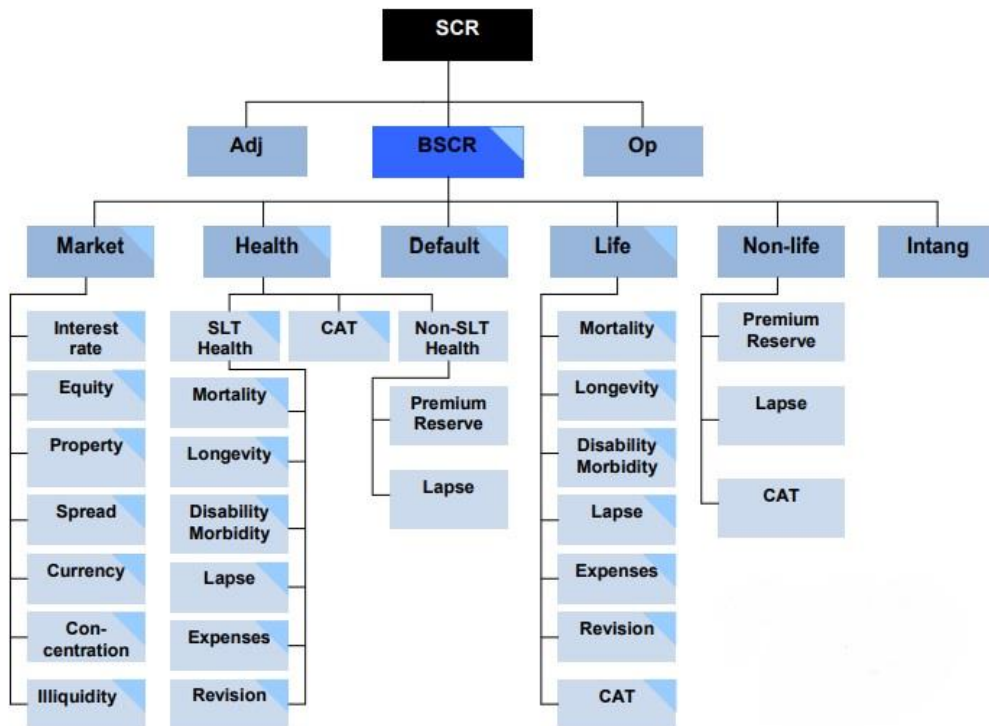 SCR
Adj
BSCR
Op
Market
Health
Default
Life
Non-life
Intang
Interest
rate
Equity
Property
Spread
Currency
Con-
centration
Illiquidity
SLT
Health
Mortality
Longevity
Disability
Morbidity
Lapse
Expenses
Revision
CAT
Non-SLT
Health
Premium
Reserve
Lapse
Mortality
Longevity
Disability
Morbidity
Lapse
Expenses
Revision
CAT
Premium
Reserve
Lapse
CAT